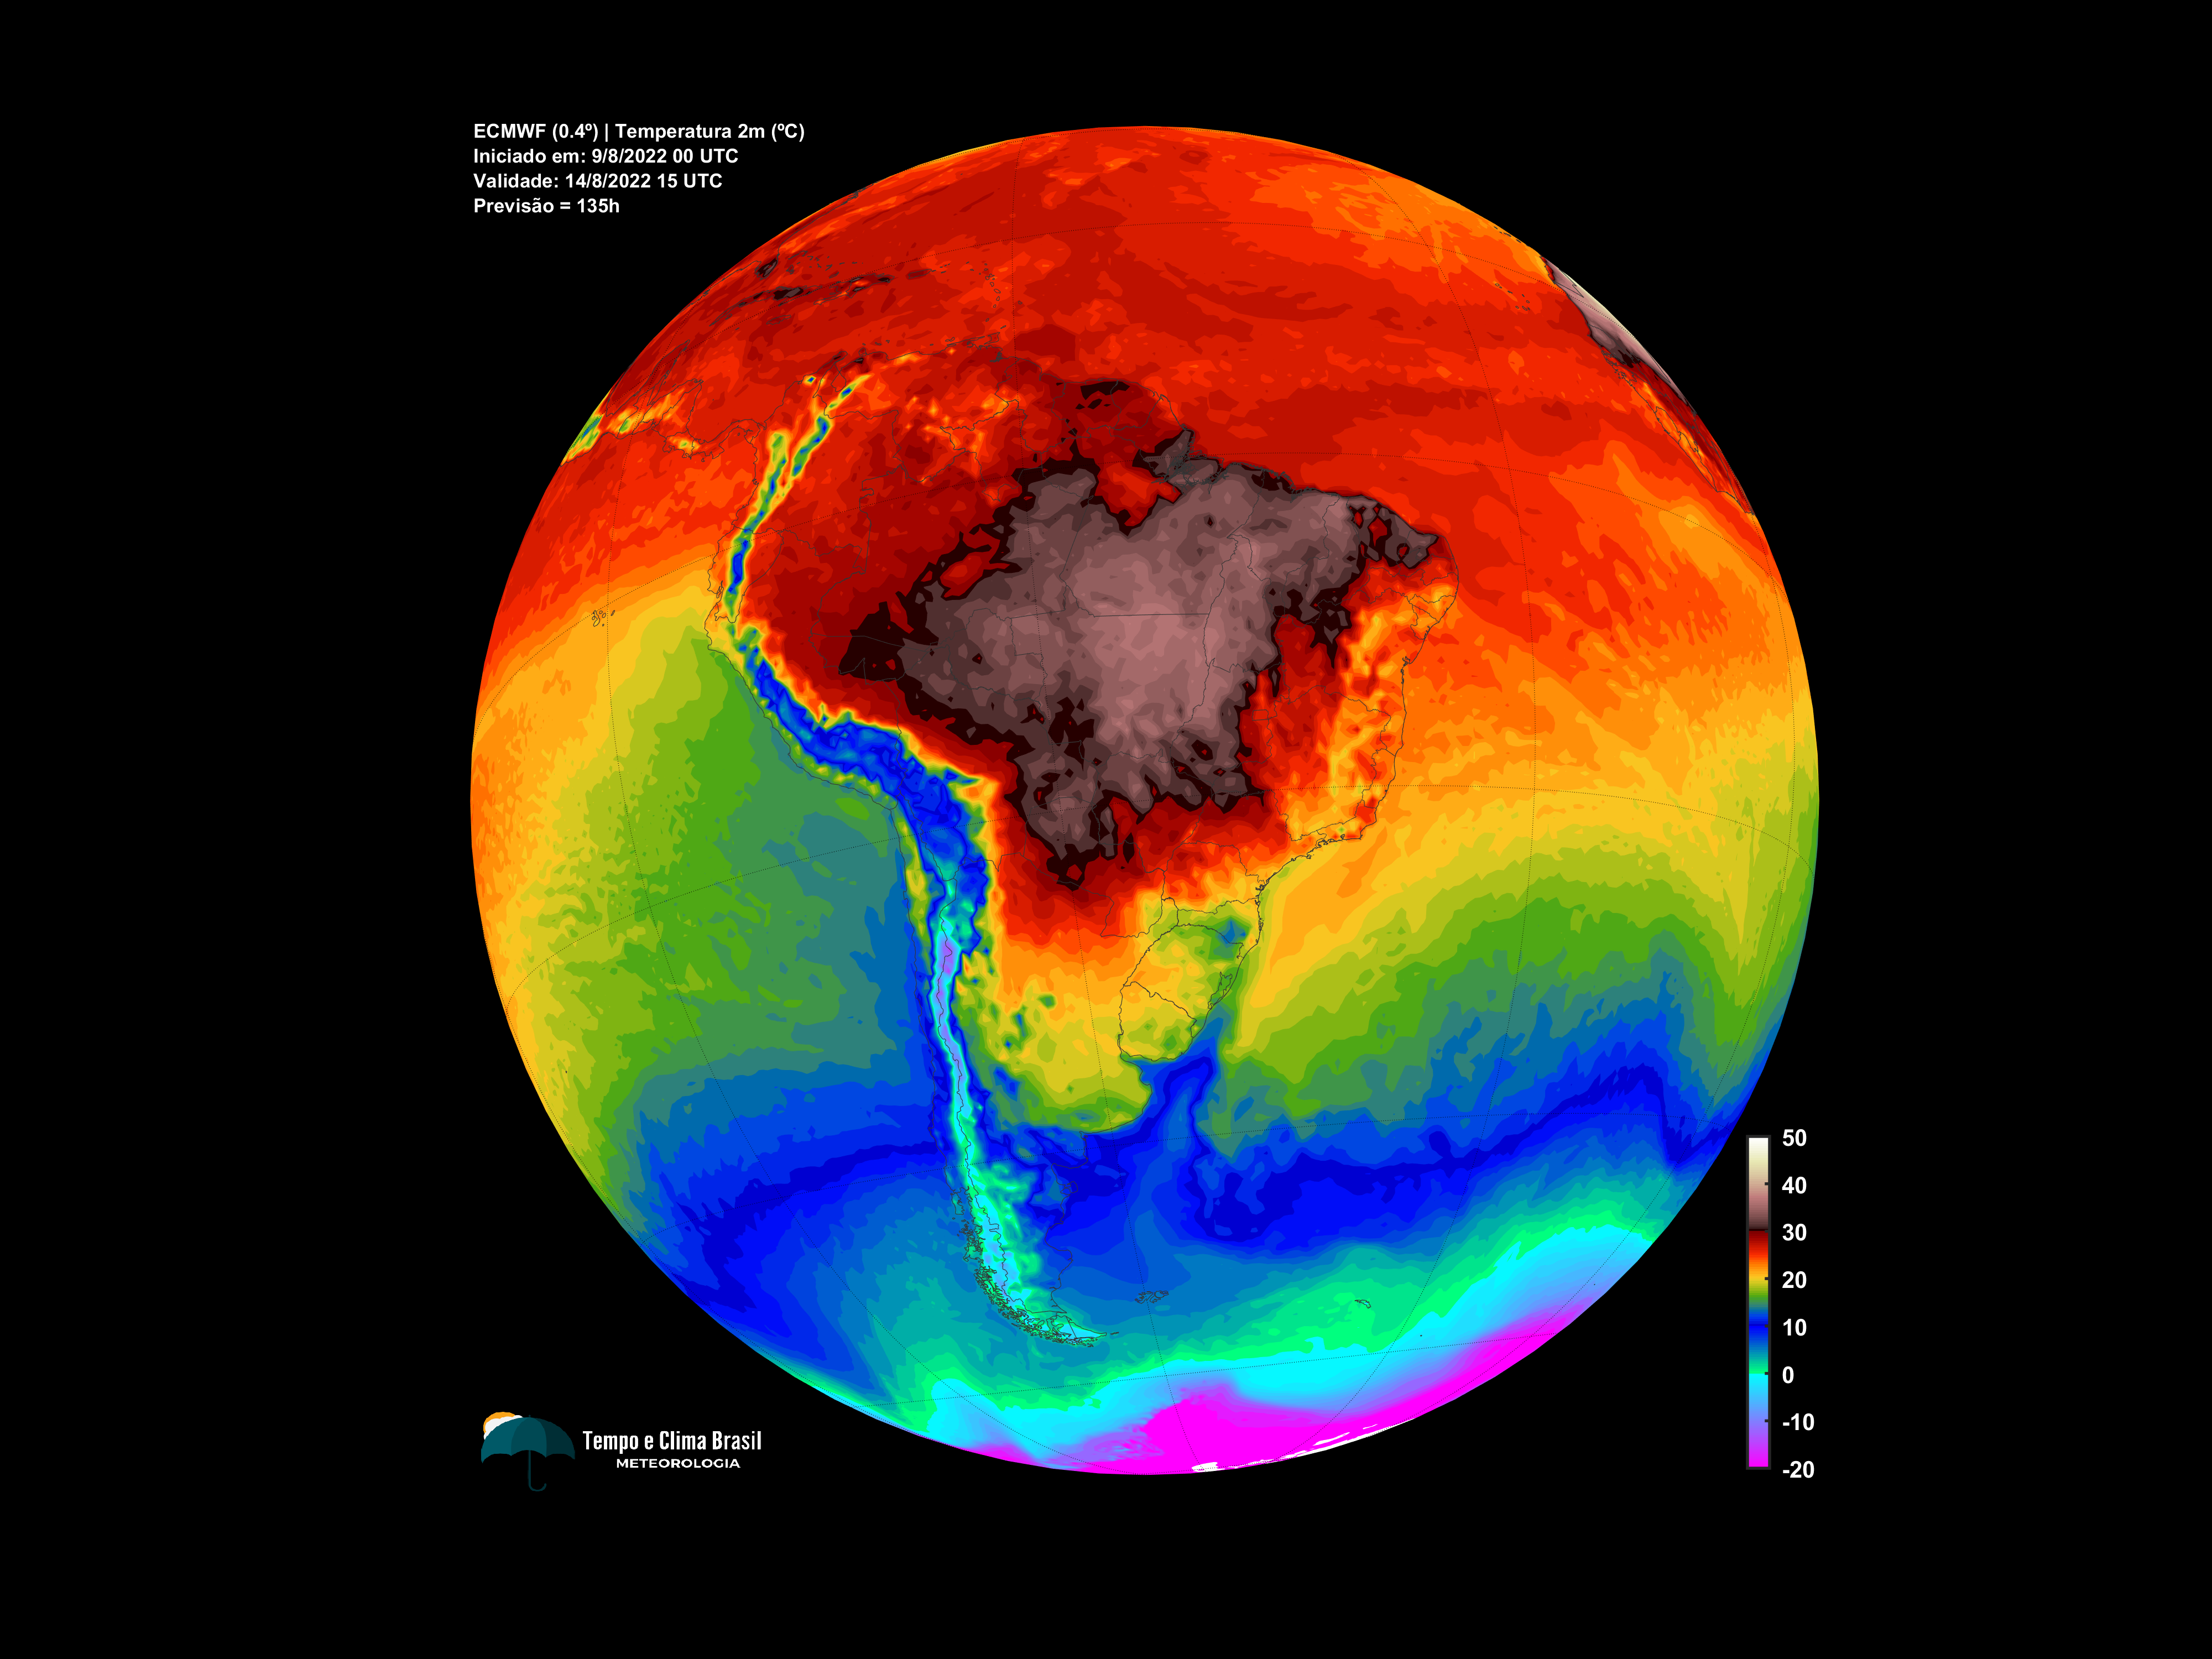 ECMWF (0.4º) | Temperatura 2m (ºC)
Iniciado em: 9/8/2022 00 UTC
Validade: 14/8/2022 15 UTC
Previsão = 135h
50
40
30
20
10
0
-10
-20
Tempo e Clima Brasil
METEOROLOGIA